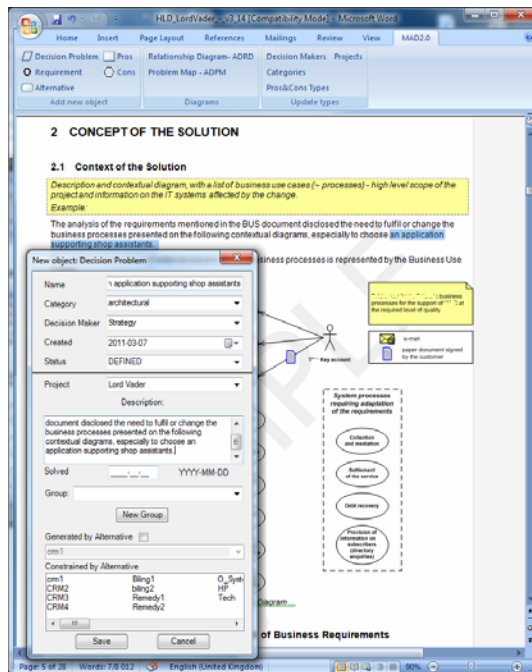 HLD_LordVader - v3_14 [Compatibility Mode] - Microsoft Word
Home Insert Page Layout References Mailings Review View MAD2.0
Decision Problem Pros
Requirement Cons
Alternative
Add new object
Relationship Diagram- ADRD
Problem Map - ADPM
Diagrams
Decision Makers Projects
Categories
Pros&Cons Types
Update types
2 CONCEPT OF THE SOLUTION
2.1 Context of the Solution
Description and contextual diagram, with a list of business use cases (~ processes) - high level scope of the
project and information on the IT systems affected by the change.
Example:
The analysis of the requirements mentioned in the BUS document disclosed the need to fulfil or change the
business processes presented on the following contextual diagrams, especially to choose an application
supporting shop assistants.
business processes is represented by the Business Use
New object: Decision Problem
Name application supporting shop assistants
Category architectural
Decision Maker Strategy
Created 2011-03-07
Status DEFINED
Project Lord Vader
Description:
document disclosed the need to fulfil or change the
business processes presented on the following
contextual diagrams, especially to choose an
application supporting shop assistants.
Solved ____-__-__ YYYY-MM-DD
Group:
New Group
Generated by Alternative
crm1
Constrained by Alternative
crm1 Biling1 O_Syst
CRM2 biling2 HP
CRM3 Remedy1 Tech
CRM4 Remedy2
Save Cancel
business
processes for the support of at
the required level of quality
Key account
e-mail
paper document signed
by the customer
System processes
requiring adaptation
of the requirements
Collection
and mediation
Settlement
of the service
Debt recovery
Provision of
information on
subscribers
(directory
enquiries)
Diagram
of Business Requirements
Page: 5 of 28 Words: 7/8 012 English (United Kingdom) 90%